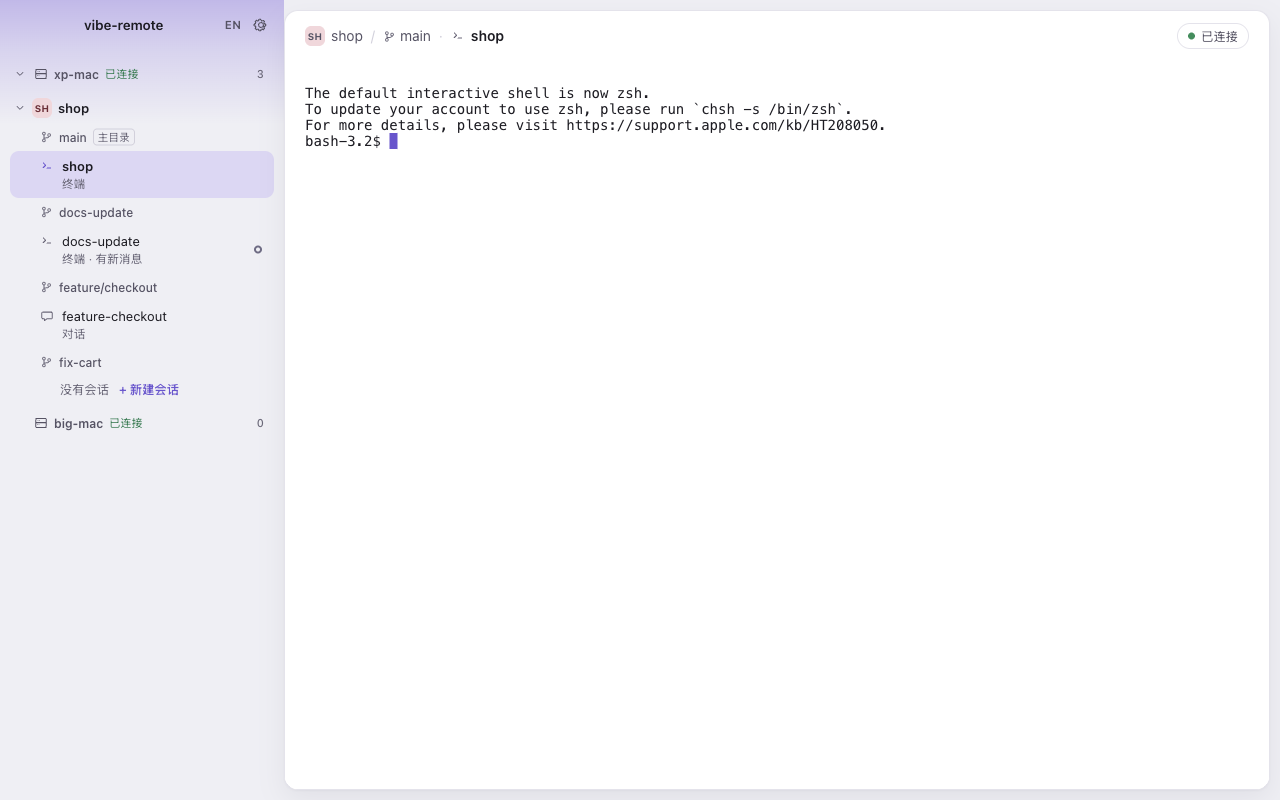 vibe-remote EN
xp-mac 已连接 3
SH shop
main 主目录
shop
终端
docs-update
docs-update
终端 · 有新消息
feature/checkout
feature-checkout
对话
fix-cart
没有会话 + 新建会话
big-mac 已连接 0
SH shop / main · shop
已连接
The default interactive shell is now zsh.
To update your account to use zsh, please run `chsh -s /bin/zsh`.
For more details, please visit https://support.apple.com/kb/HT208050.
bash-3.2$